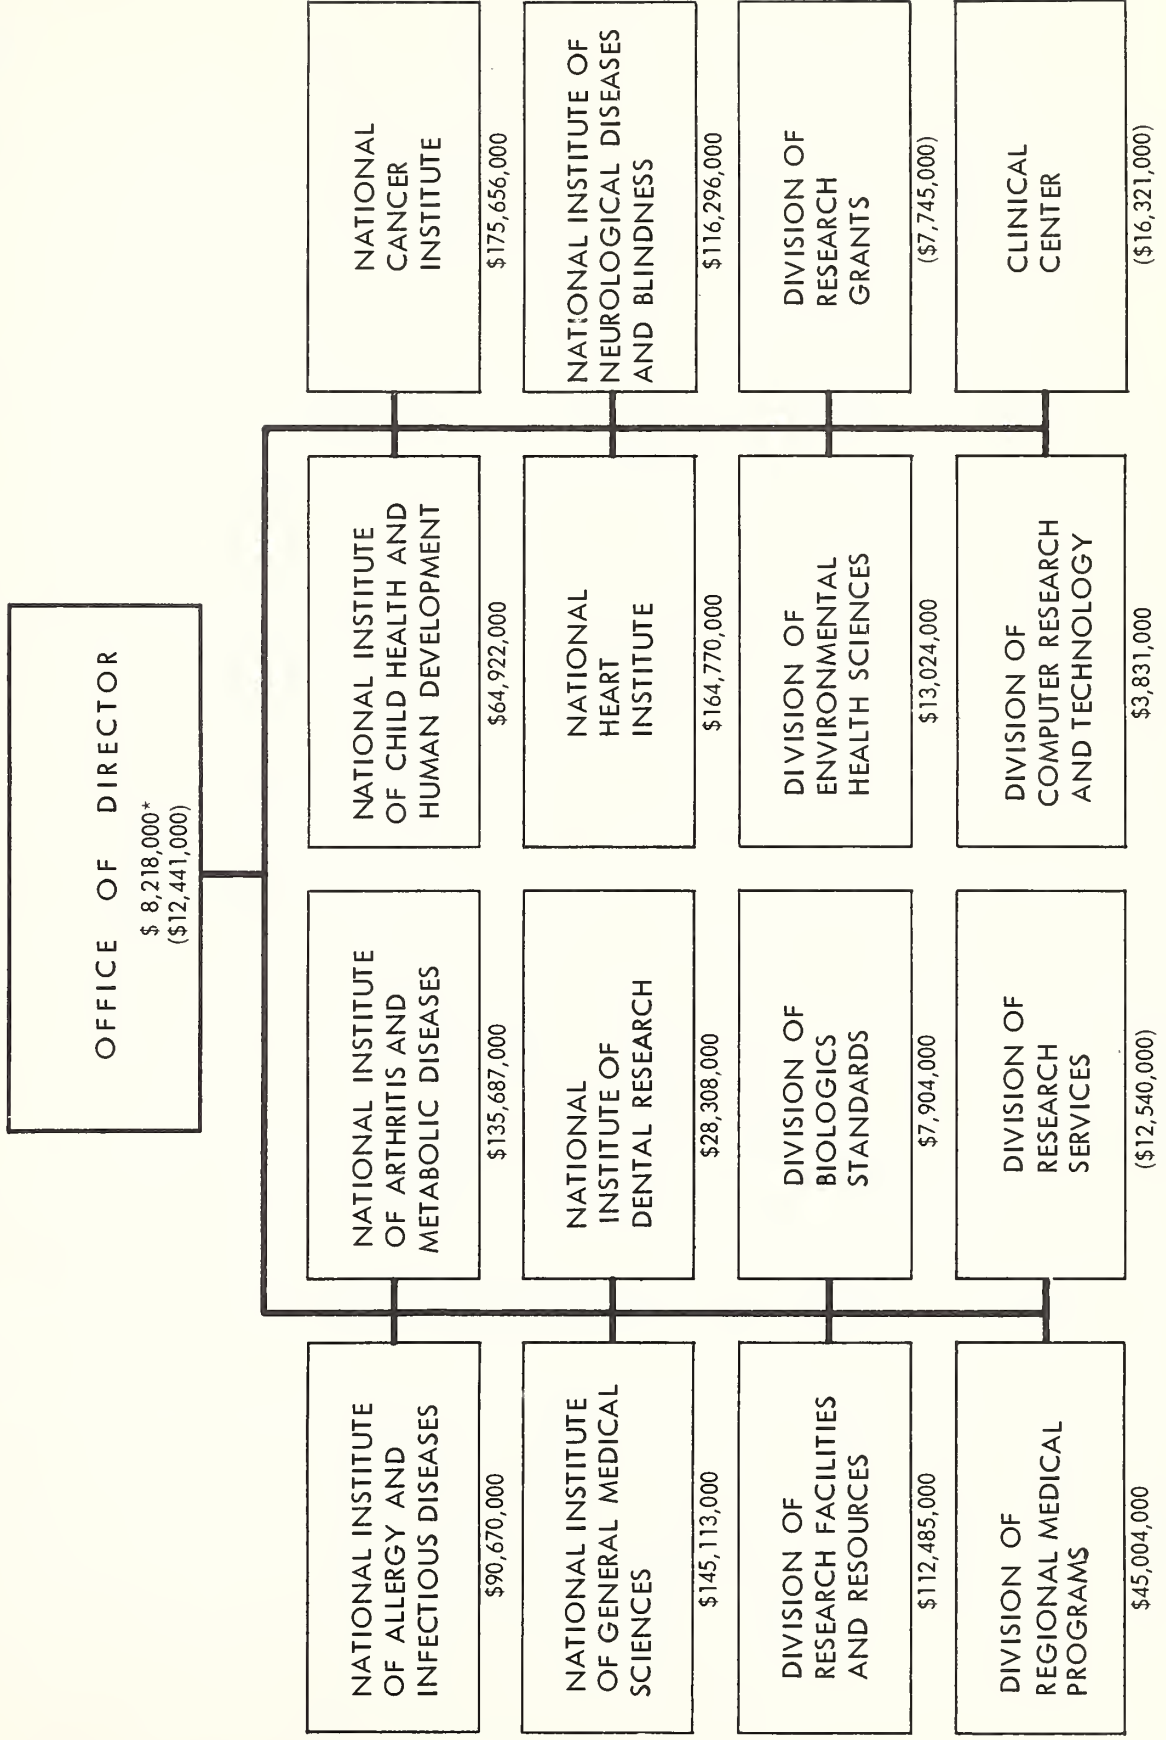 OFFICE OF DIRECTOR
$ 8,218,000*
($12,441,000)
NATIONAL INSTITUTE
OF ALLERGY AND
INFECTIOUS DISEASES
$90,670,000
NATIONAL INSTITUTE
OF ARTHRITIS AND
METABOLIC DISEASES
$135,687,000
NATIONAL INSTITUTE
OF CHILD HEALTH AND
HUMAN DEVELOPMENT
$64,922,000
NATIONAL
CANCER
INSTITUTE
$175,656,000
NATIONAL INSTITUTE
OF GENERAL MEDICAL
SCIENCES
$145,113,000
NATIONAL
INSTITUTE OF
DENTAL RESEARCH
$28,308,000
NATIONAL
HEART
INSTITUTE
$164,770,000
NATIONAL INSTITUTE OF
NEUROLOGICAL DISEASES
AND BLINDNESS
$116,296,000
DIVISION OF
RESEARCH FACILITIES
AND RESOURCES
$112,485,000
DIVISION OF
BIOLOGICS
STANDARDS
$7,904,000
DIVISION OF
ENVIRONMENTAL
HEALTH SCIENCES
$13,024,000
DIVISION OF
RESEARCH
GRANTS
($7,745,000)
DIVISION OF
REGIONAL MEDICAL
PROGRAMS
$45,004,000
DIVISION OF
RESEARCH
SERVICES
($12,540,000)
DIVISION OF
COMPUTER RESEARCH
AND TECHNOLOGY
$3,831,000
CLINICAL
CENTER
($16,321,000)